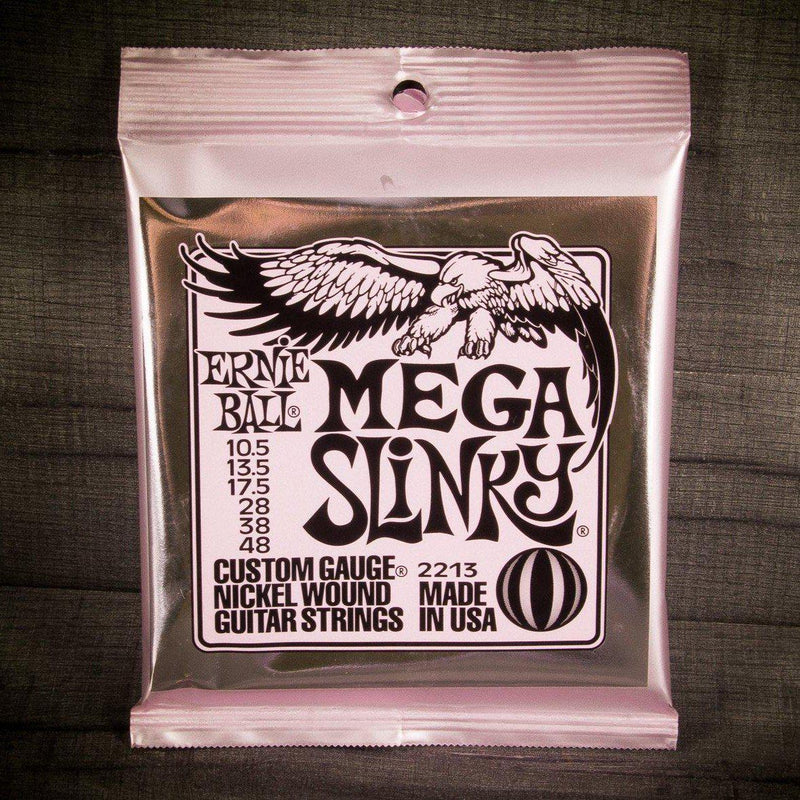 ERNiE
BALL®
MEGA
SLiNKY®
10.5
13.5
17.5
28
38
48
CUSTOM GAUGE®
NICKEL WOUND
GUITAR STRINGS
2213
MADE
IN USA